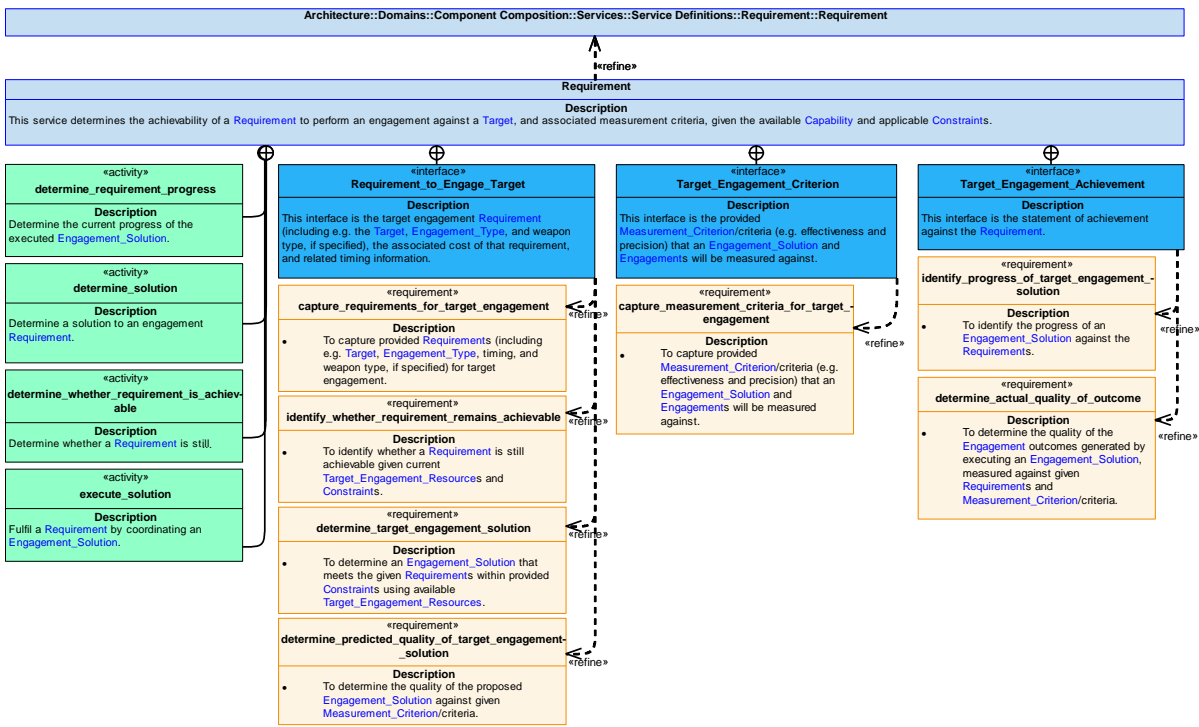 Architecture::Domains::Component Composition::Services::Service Definitions::Requirement::Requirement
«refine»
Requirement
Description
This service determines the achievability of a Requirement to perform an engagement against a Target, and associated measurement criteria, given the available Capability and applicable Constraints.
«activity»
determine_requirement_progress
Description
Determine the current progress of the
executed Engagement_Solution.
«activity»
determine_solution
Description
Determine a solution to an engagement
Requirement.
«activity»
determine_whether_requirement_is_achiev-
able
Description
Determine whether a Requirement is still.
«activity»
execute_solution
Description
Fulfil a Requirement by coordinating an
Engagement_Solution.
«interface»
Requirement_to_Engage_Target
Description
This interface is the target engagement Requirement
(including e.g. the Target, Engagement_Type, and weapon
type, if specified), the associated cost of that requirement,
and related timing information.
«requirement»
capture_requirements_for_target_engagement
Description
• To capture provided Requirements (including
e.g. Target, Engagement_Type, timing, and
weapon type, if specified) for target
engagement.
«refine»
«requirement»
identify_whether_requirement_remains_achievable
Description
• To identify whether a Requirement is still
achievable given current
Target_Engagement_Resources and
Constraints.
«refine»
«requirement»
determine_target_engagement_solution
Description
• To determine an Engagement_Solution that
meets the given Requirements within provided
Constraints using available
Target_Engagement_Resources.
«refine»
«requirement»
determine_predicted_quality_of_target_engagement-
_solution
Description
• To determine the quality of the proposed
Engagement_Solution against given
Measurement_Criterion/criteria.
«refine»
«interface»
Target_Engagement_Criterion
Description
This interface is the provided
Measurement_Criterion/criteria (e.g. effectiveness and
precision) that an Engagement_Solution and
Engagements will be measured against.
«requirement»
capture_measurement_criteria_for_target_-
engagement
Description
• To capture provided
Measurement_Criterion/criteria (e.g.
effectiveness and precision) that an
Engagement_Solution and
Engagements will be measured
against.
«refine»
«interface»
Target_Engagement_Achievement
Description
This interface is the statement of achievement
against the Requirement.
«requirement»
identify_progress_of_target_engagement_-
solution
Description
• To identify the progress of an
Engagement_Solution against the
Requirements.
«refine»
«requirement»
determine_actual_quality_of_outcome
Description
• To determine the quality of the
Engagement outcomes generated by
executing an Engagement_Solution,
measured against given
Requirements and
Measurement_Criterion/criteria.
«refine»